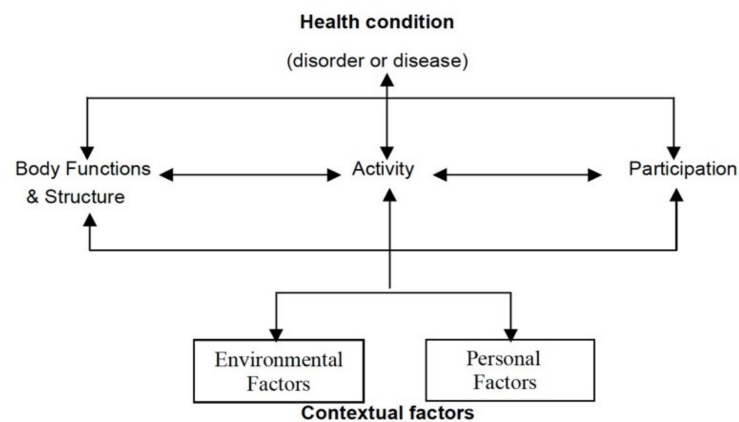 Health condition
(disorder or disease)
Body Functions
& Structure
Activity
Participation
Environmental
Factors
Personal
Factors
Contextual factors